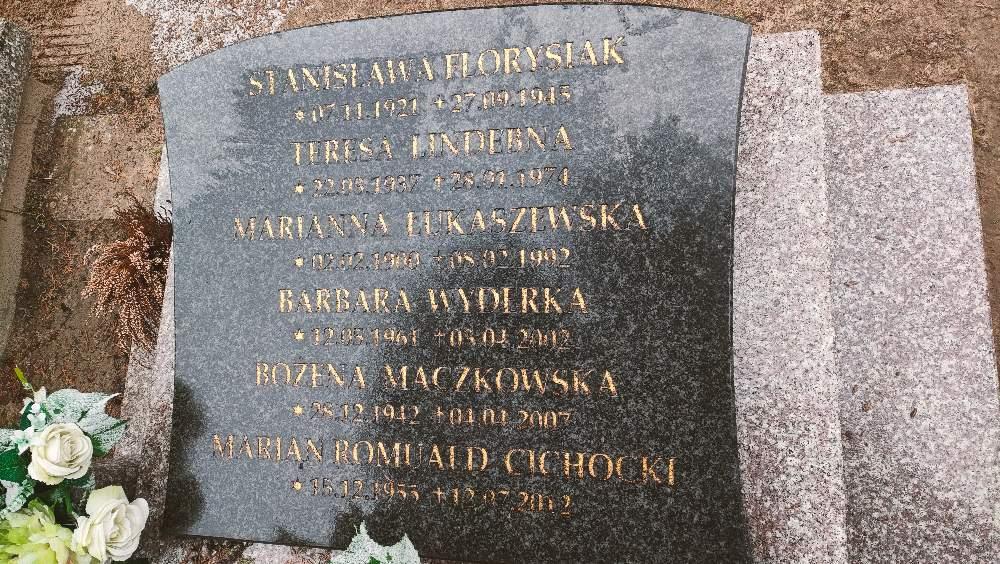 STANISŁAWA FLORYSIAK
* 07.11.1921 + 27.09.1945
TERESA LINDEBNA
* 22.03.1937 + 28.01.1974
MARIANNA ŁUKASZEWSKA
* 02.02.1900 + 08.02.1992
BARBARA WYDERKA
* 12.05.1961 + 03.04.2002
BOŻENA MACZKOWSKA
* 28.12.1942 + 04.04.2007
MARIAN ROMUALD CICHOCKI
* 15.12.1955 + 12.07.2012